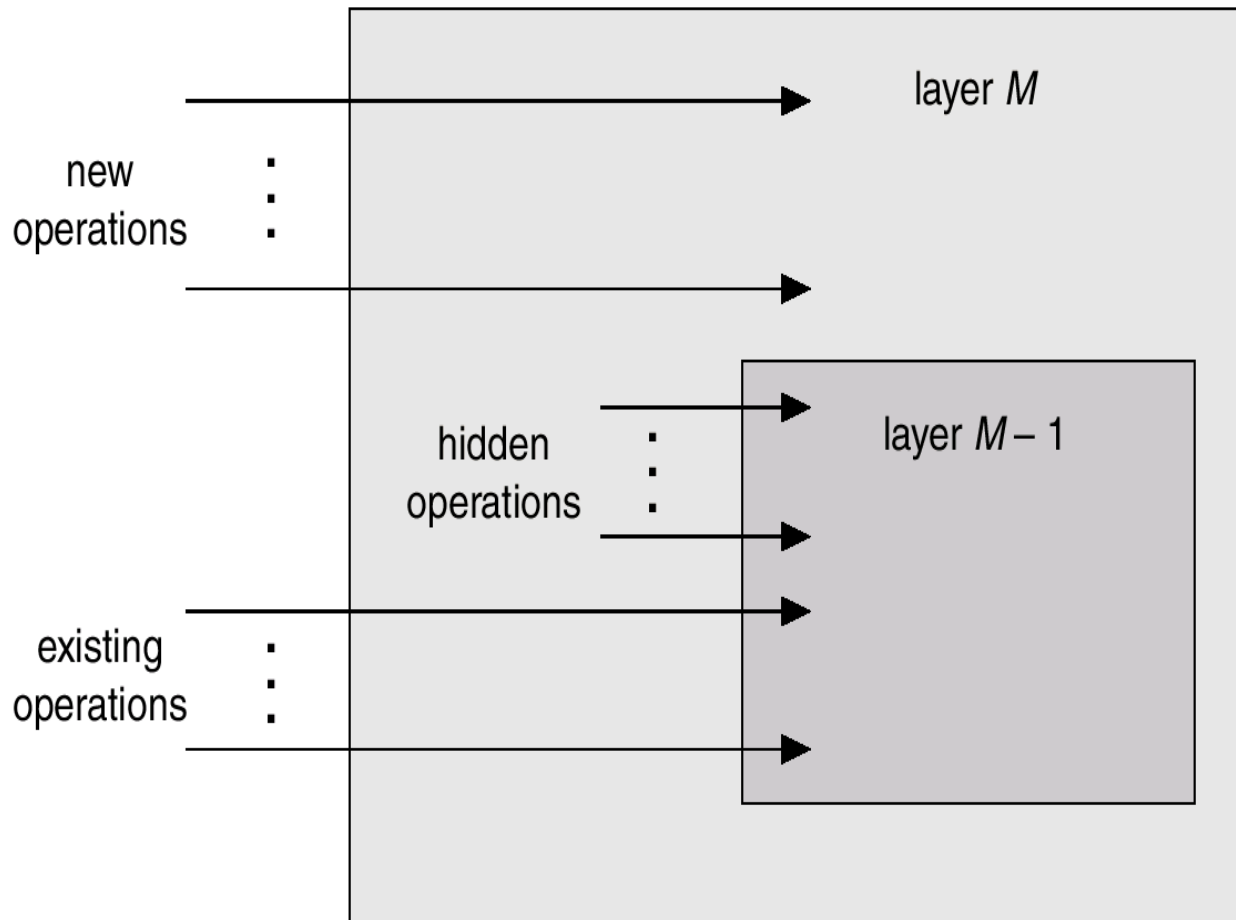 layer M
new
operations
hidden
operations
layer M – 1
existing
operations